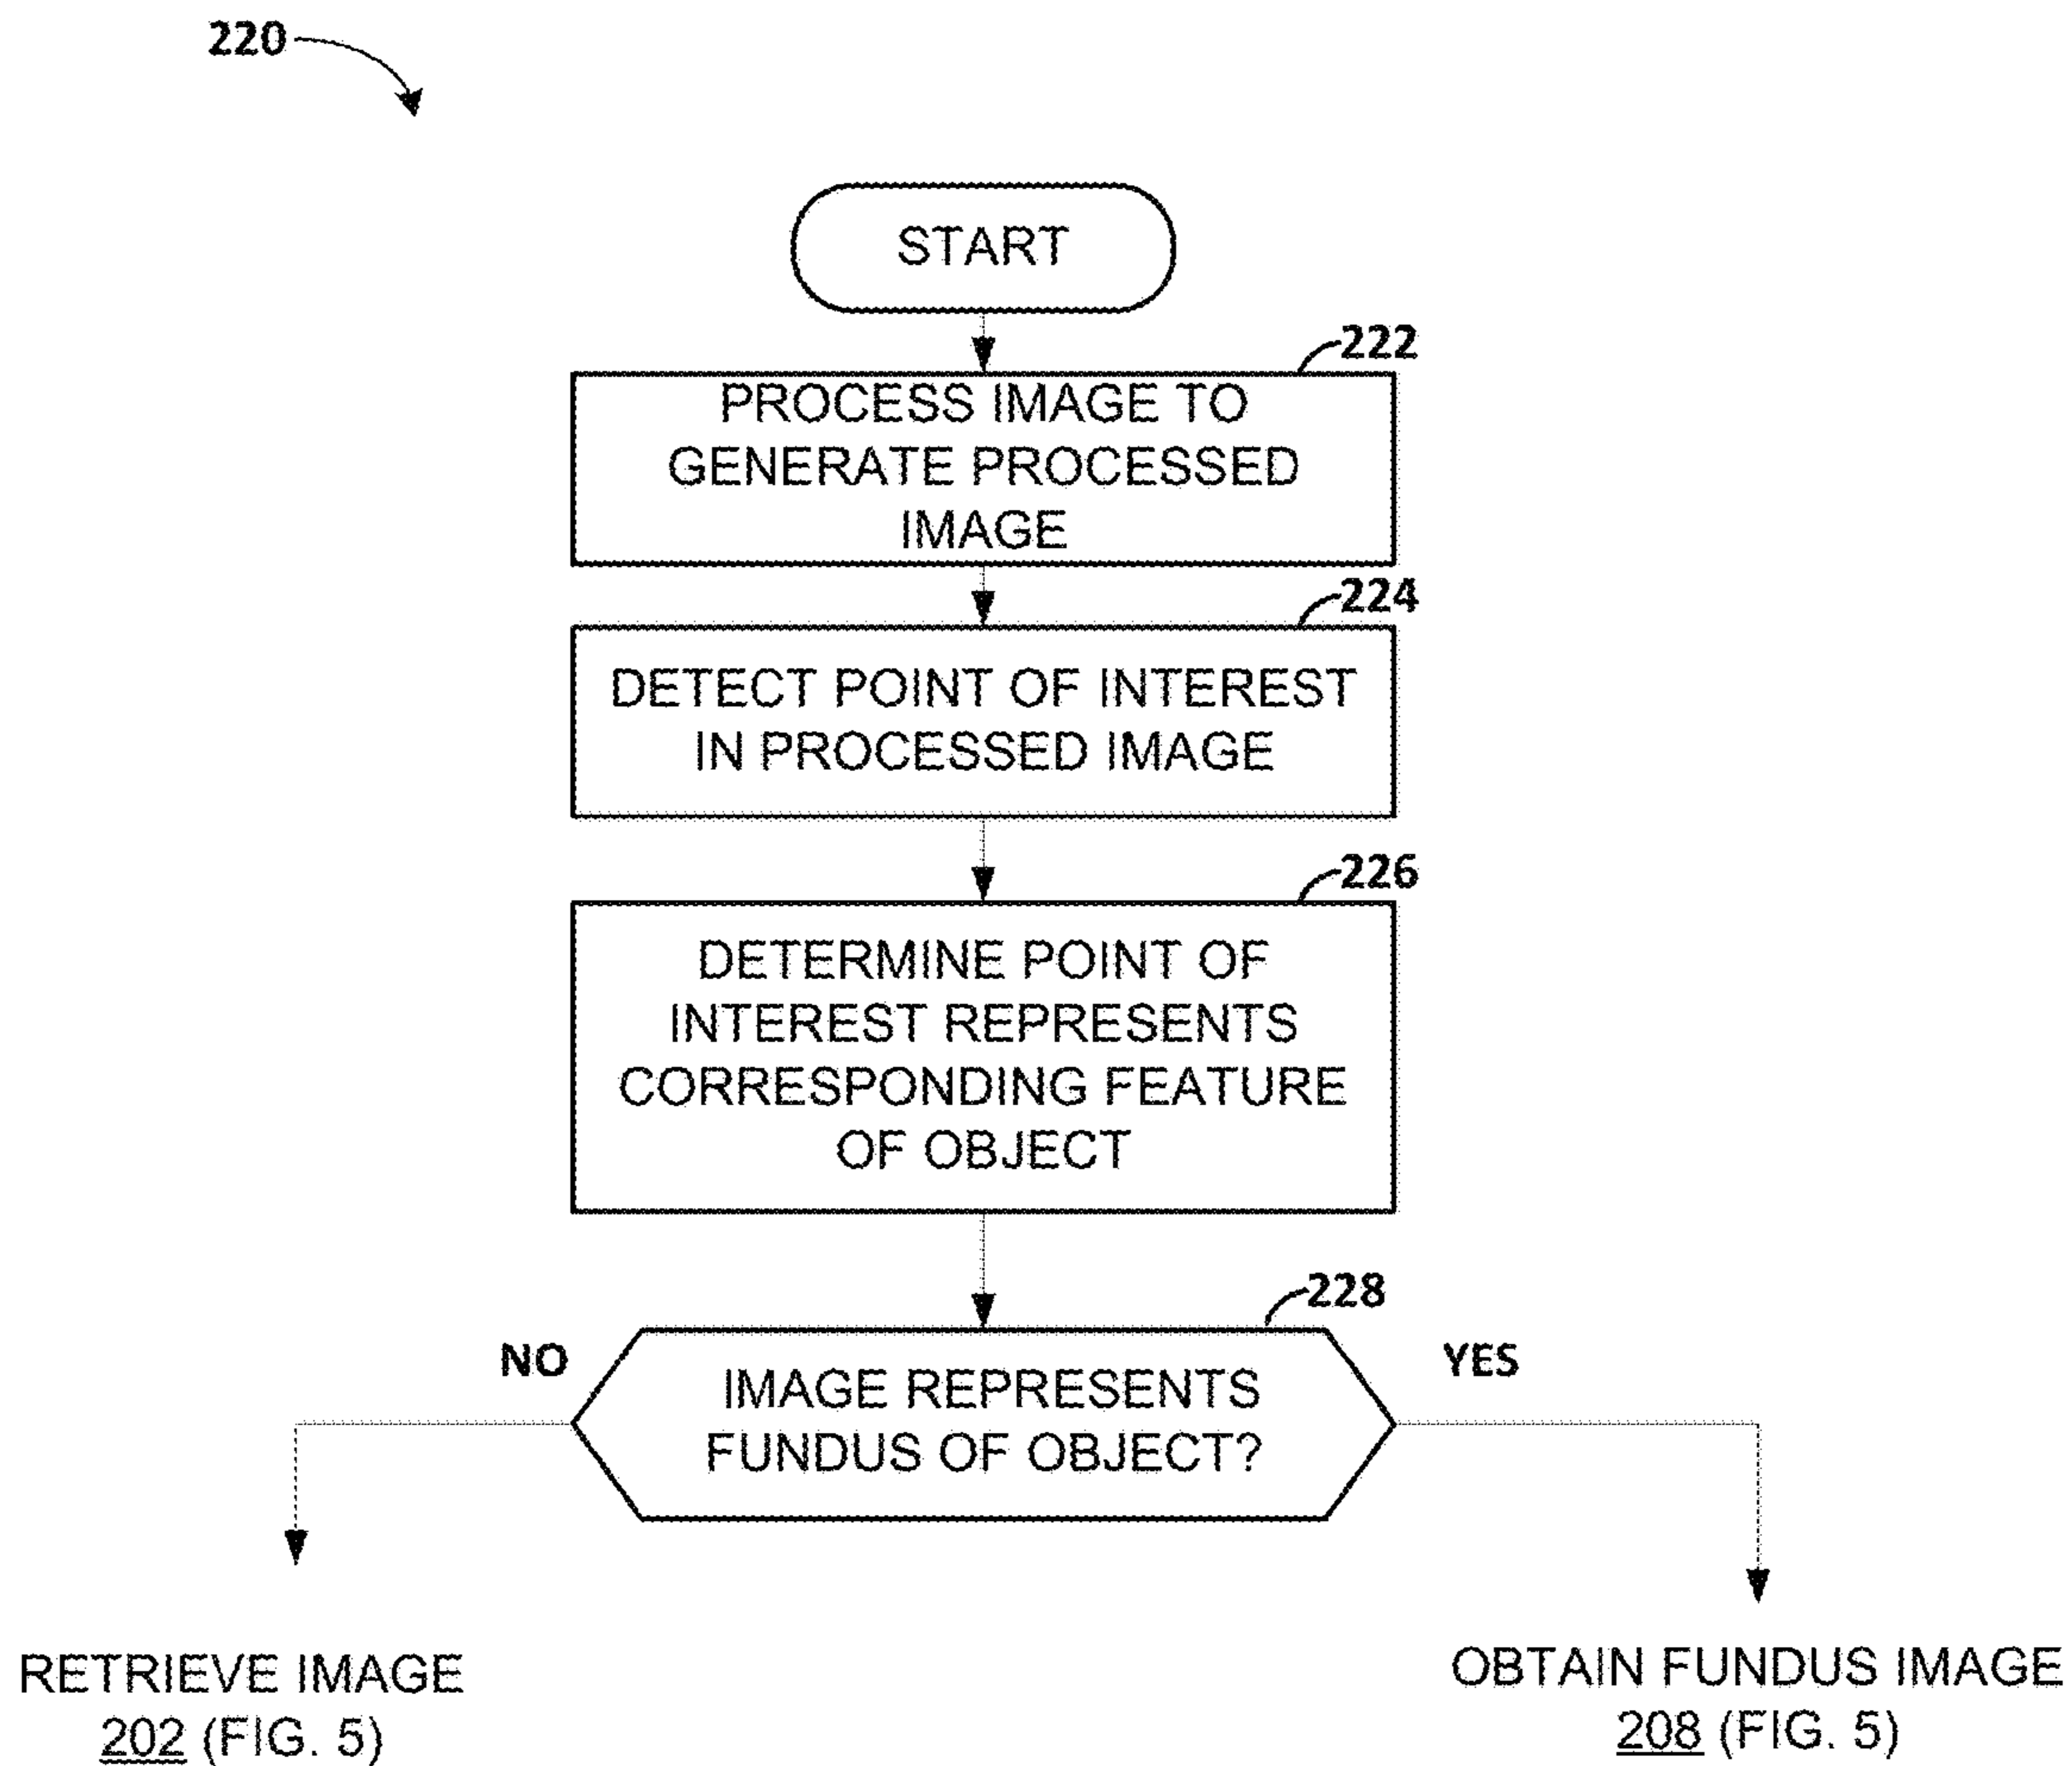 220
START
222
PROCESS IMAGE TO
GENERATE PROCESSED
IMAGE
224
DETECT POINT OF INTEREST
IN PROCESSED IMAGE
226
DETERMINE POINT OF
INTEREST REPRESENTS
CORRESPONDING FEATURE
OF OBJECT
228
NO
YES
IMAGE REPRESENTS
FUNDUS OF OBJECT?
RETRIEVE IMAGE
202 (FIG. 5)
OBTAIN FUNDUS IMAGE
208 (FIG. 5)